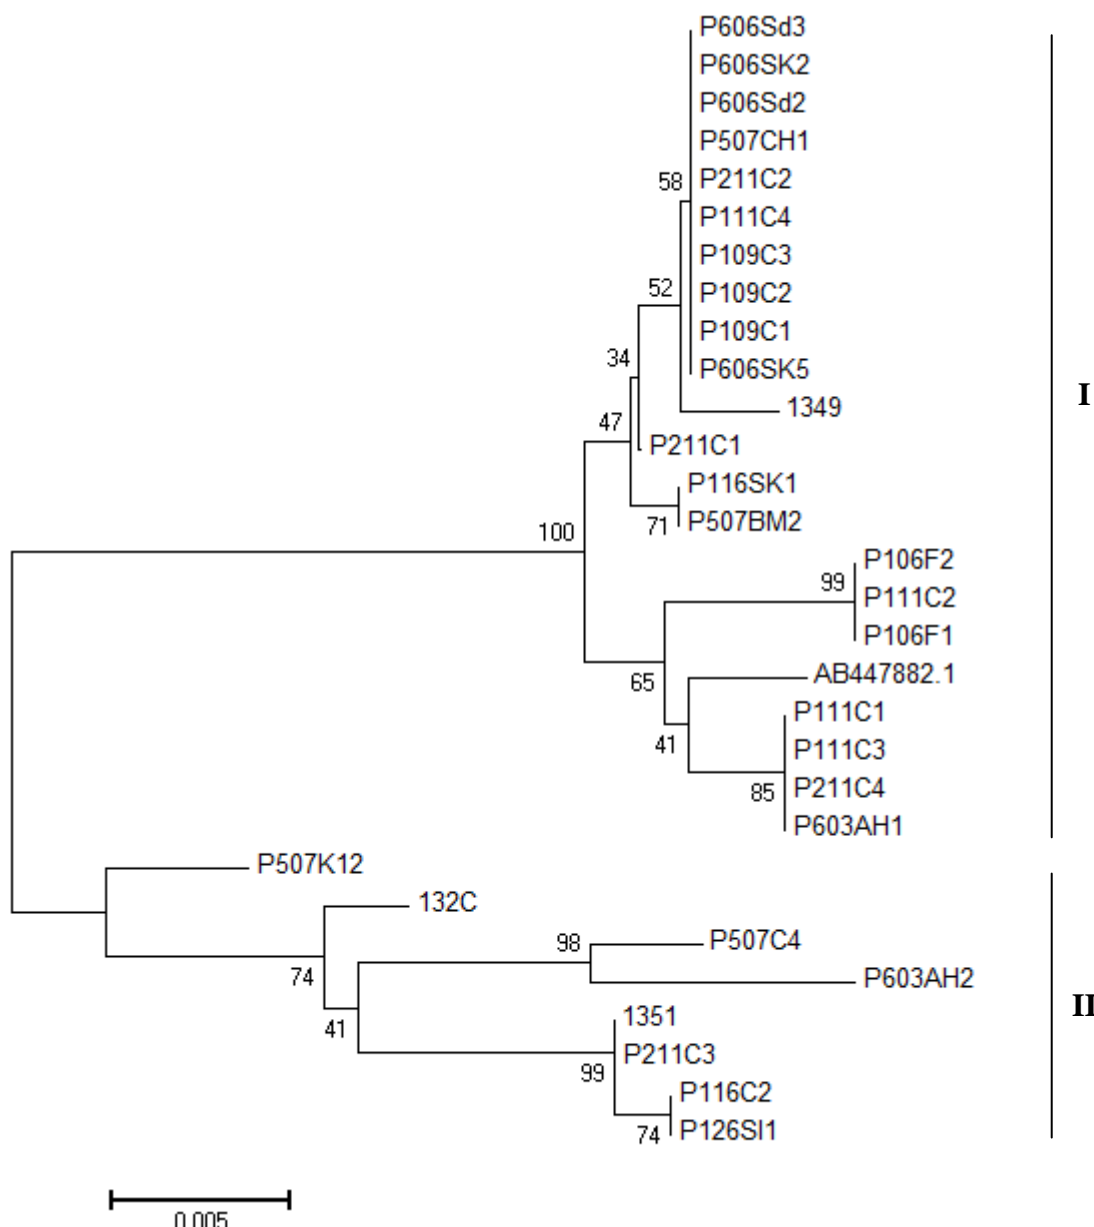 P606Sd3
P606SK2
P606Sd2
P507CH1
58 P211C2
P111C4
P109C3
52 P109C2
P109C1
34
P606SK5
I
1349
47
P211C1
P116SK1
71 P507BM2
100
P106F2
99
P111C2
P106F1
65
AB447882.1
P111C1
41
P111C3
85 P211C4
P603AH1
P507K12
132C
98 P507C4
74
P603AH2
II
1351
41
P211C3
99
P116C2
74 P126SI1
0.005